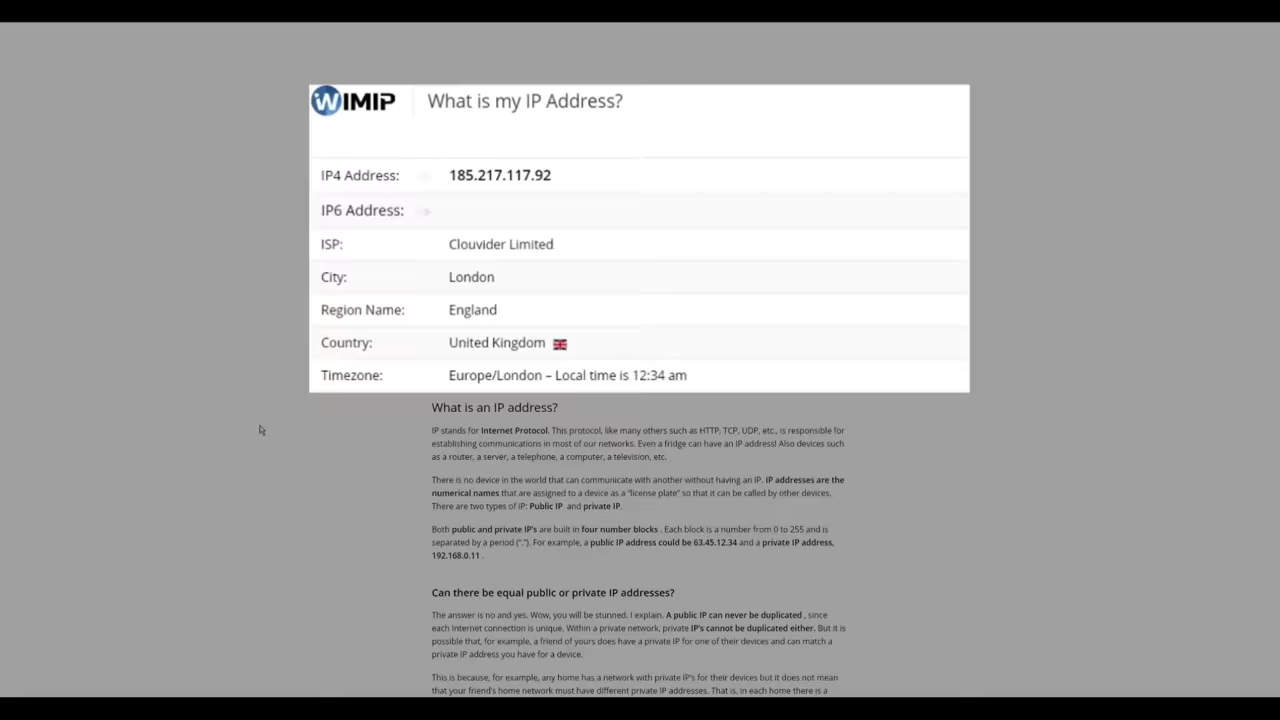 WIMIP What is my IP Address?
IP4 Address: 185.217.117.92
IP6 Address:
ISP: Clouvider Limited
City: London
Region Name: England
Country: United Kingdom
Timezone: Europe/London – Local time is 12:34 am
What is an IP address?
IP stands for Internet Protocol. This protocol, like many others such as HTTP, TCP, UDP, etc., is responsible for
establishing communications in most of our networks. Even a fridge can have an IP address! Also devices such
as a router, a server, a telephone, a computer, a television, etc.
There is no device in the world that can communicate with another without having an IP. IP addresses are the
numerical names that are assigned to a device as a “license plate” so that it can be called by other devices.
There are two types of IP: Public IP and private IP.
Both public and private IP's are built in four number blocks . Each block is a number from 0 to 255 and is
separated by a period (“.”). For example, a public IP address could be 63.45.12.34 and a private IP address,
192.168.0.11 .
Can there be equal public or private IP addresses?
The answer is no and yes. Wow, you will be stunned. I explain. A public IP can never be duplicated , since
each Internet connection is unique. Within a private network, private IP's cannot be duplicated either. But it is
possible that, for example, a friend of yours does have a private IP for one of their devices and can match a
private IP address you have for a device.
This is because, for example, any home has a network with private IP's for their devices but it does not mean
that your friend's home network must have different private IP addresses. That is, in each home there is a